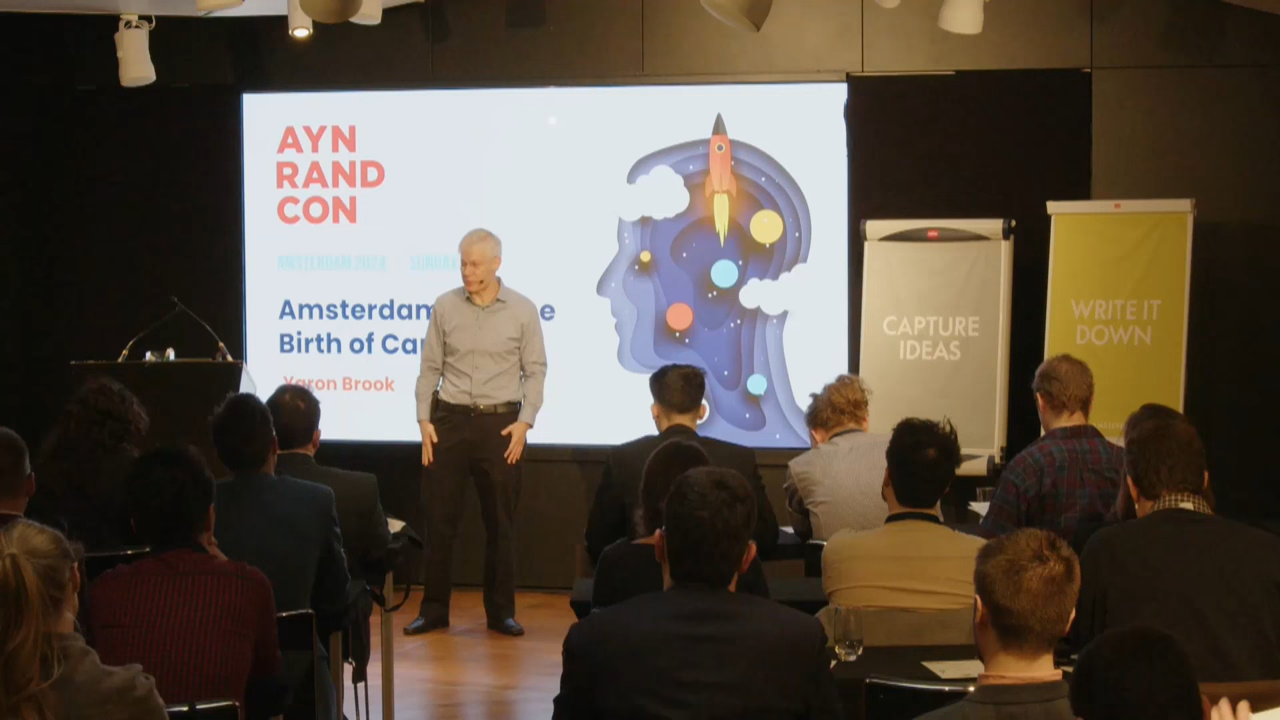 AYN
RAND
CON
Amsterdam e
Birth of Ca
Yaron Brook
CAPTURE
IDEAS
WRITE IT
DOWN